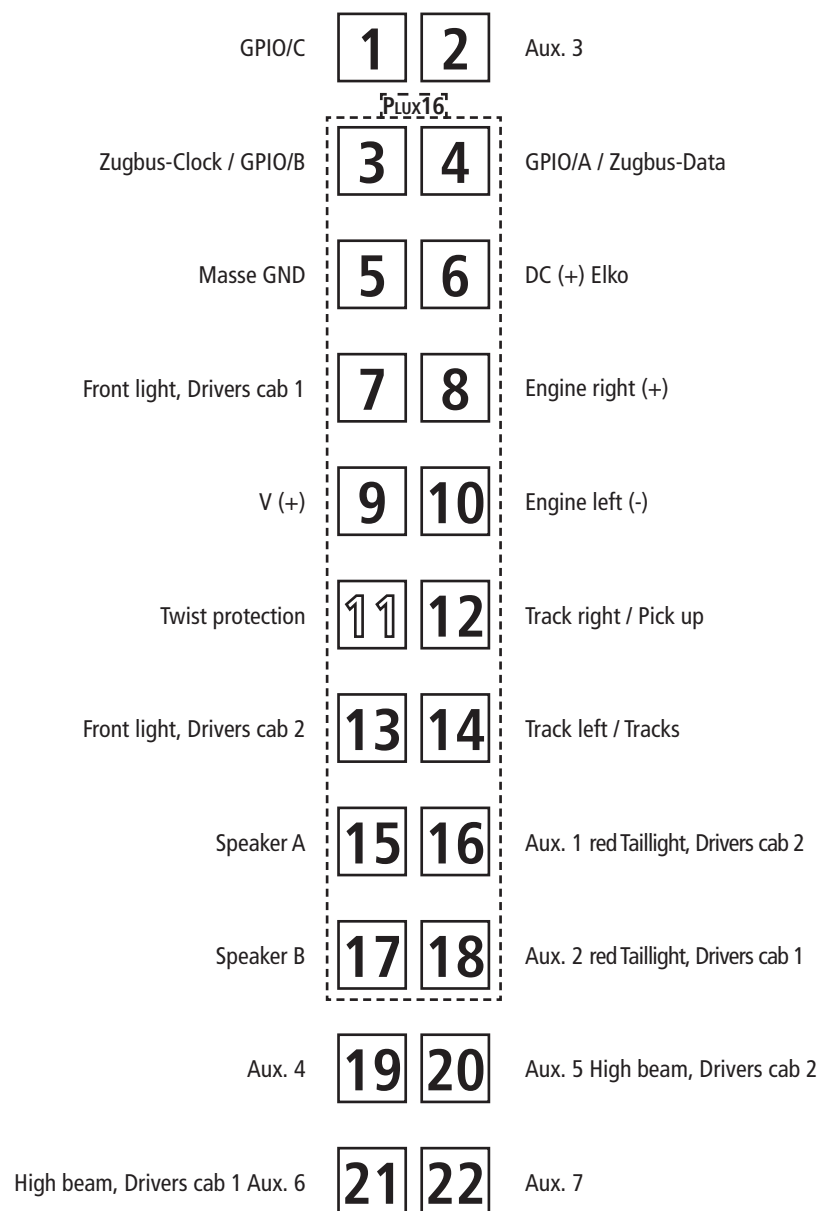 GPIO/C 1 2 Aux. 3
PLUX16
Zugbus-Clock / GPIO/B 3 4 GPIO/A / Zugbus-Data
Masse GND 5 6 DC (+) Elko
Front light, Drivers cab 1 7 8 Engine right (+)
V (+) 9 10 Engine left (-)
Twist protection 11 12 Track right / Pick up
Front light, Drivers cab 2 13 14 Track left / Tracks
Speaker A 15 16 Aux. 1 red Taillight, Drivers cab 2
Speaker B 17 18 Aux. 2 red Taillight, Drivers cab 1
Aux. 4 19 20 Aux. 5 High beam, Drivers cab 2
High beam, Drivers cab 1 Aux. 6 21 22 Aux. 7